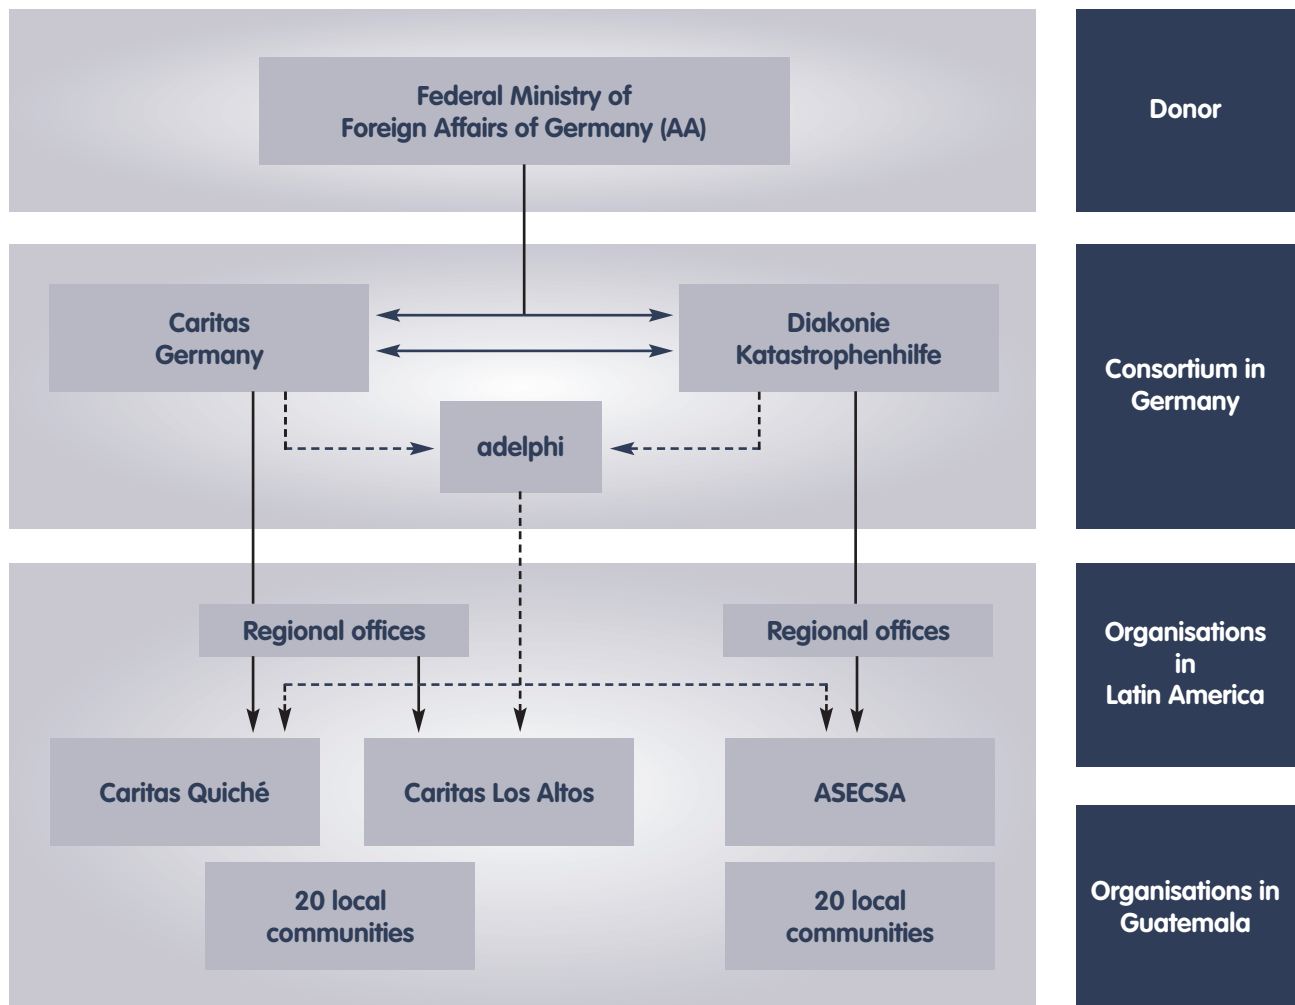 Federal Ministry of
Foreign Affairs of Germany (AA)
Donor
Caritas
Germany
Diakonie
Katastrophenhilfe
adelphi
Consortium in
Germany
Regional offices
Regional offices
Organisations
in
Latin America
Caritas Quiché
Caritas Los Altos
ASECSA
20 local
communities
20 local
communities
Organisations in
Guatemala